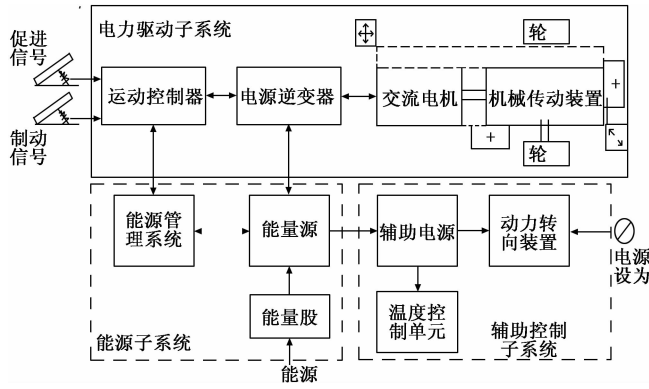 电力驱动子系统
促进
信号
制动
信号
运动控制器
电源逆变器
交流电机
机械传动装置
轮
轮
+
+
能源管
理系统
能量源
辅助电源
动力转
向装置
电源
设为
能量股
温度控
制单元
能源子系统
辅助控制
子系统
能源